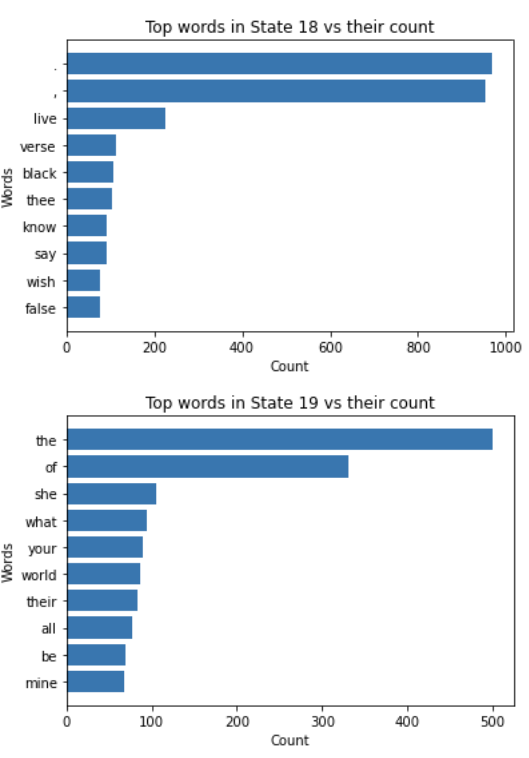 Top words in State 18 vs their count
.
,
live
verse
black
thee
know
say
wish
false
Words
0 200 400 600 800 1000
Count
Top words in State 19 vs their count
the
of
she
what
your
world
their
all
be
mine
Words
0 100 200 300 400 500
Count